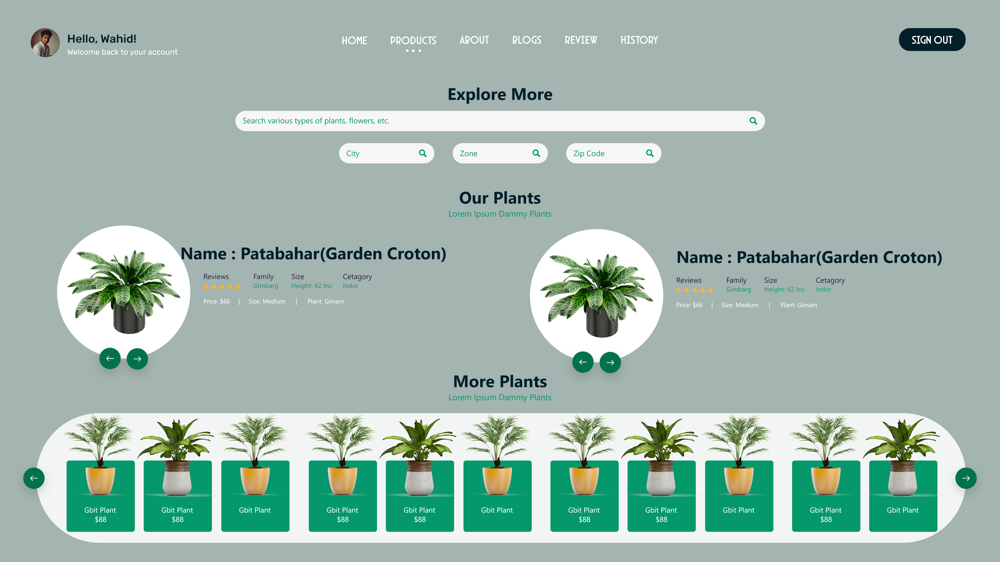 Hello, Wahid!
Welcome back to your account
HOME PRODUCTS ABOUT BLOGS REVIEW HISTORY
SIGN OUT
Explore More
Search various types of plants, flowers, etc.
City Zone Zip Code
Our Plants
Lorem Ipsum Dammy Plants
Name : Patabahar(Garden Croton)
Reviews Family Size Cetagory
Gimbarg Height: 62 Inc Indor
Price: $66 | Size: Medium | Plant: Gimam
Name : Patabahar(Garden Croton)
Reviews Family Size Cetagory
Gimbarg Height: 62 Inc Indor
Price: $66 | Size: Medium | Plant: Gimam
More Plants
Lorem Ipsum Dammy Plants
Gbit Plant
$88
Gbit Plant
$88
Gbit Plant
Gbit Plant
$88
Gbit Plant
$88
Gbit Plant
Gbit Plant
$88
Gbit Plant
$88
Gbit Plant
Gbit Plant
$88
Gbit Plant